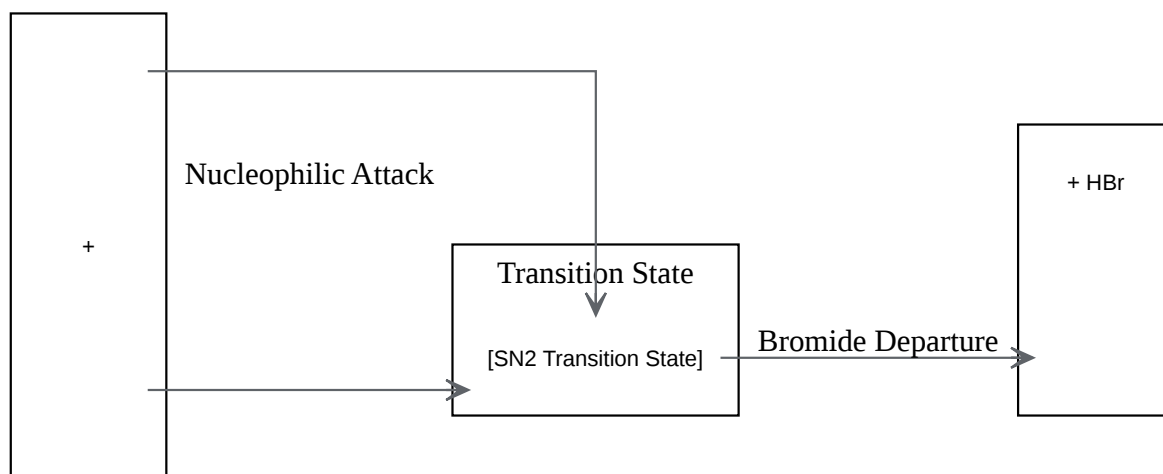 Nucleophilic Attack
+ HBr
+
Transition State
Bromide Departure
[SN2 Transition State]